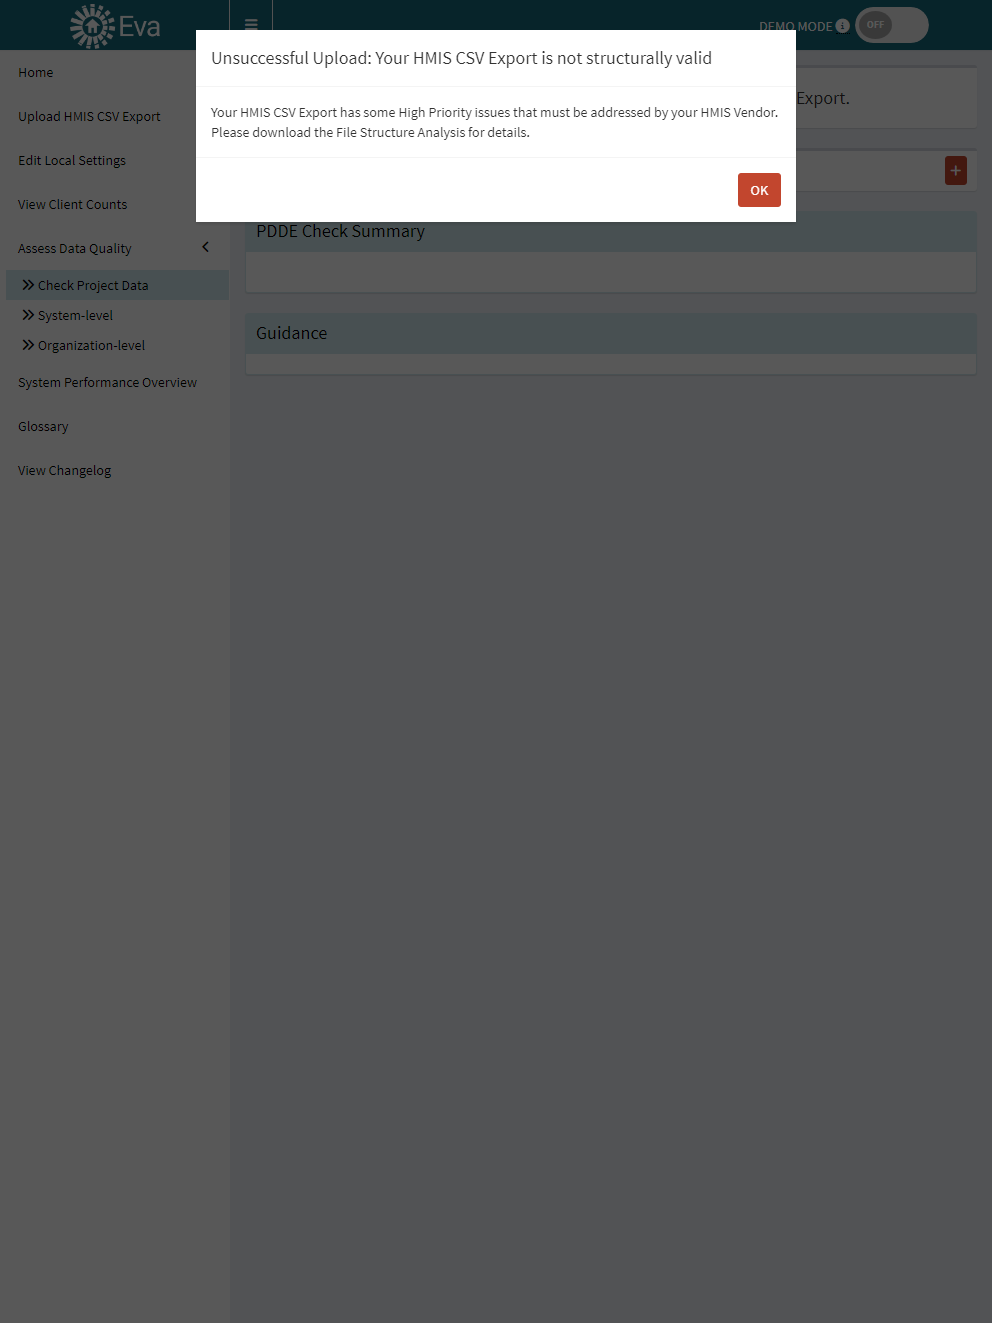 Eva
DEMO MODE
OFF
Unsuccessful Upload: Your HMIS CSV Export is not structurally valid
Your HMIS CSV Export has some High Priority issues that must be addressed by your HMIS Vendor.
Please download the File Structure Analysis for details.
OK
Home
Upload HMIS CSV Export
Edit Local Settings
View Client Counts
Assess Data Quality
Check Project Data
System-level
Organization-level
System Performance Overview
Glossary
View Changelog
Export.
PDDE Check Summary
Guidance